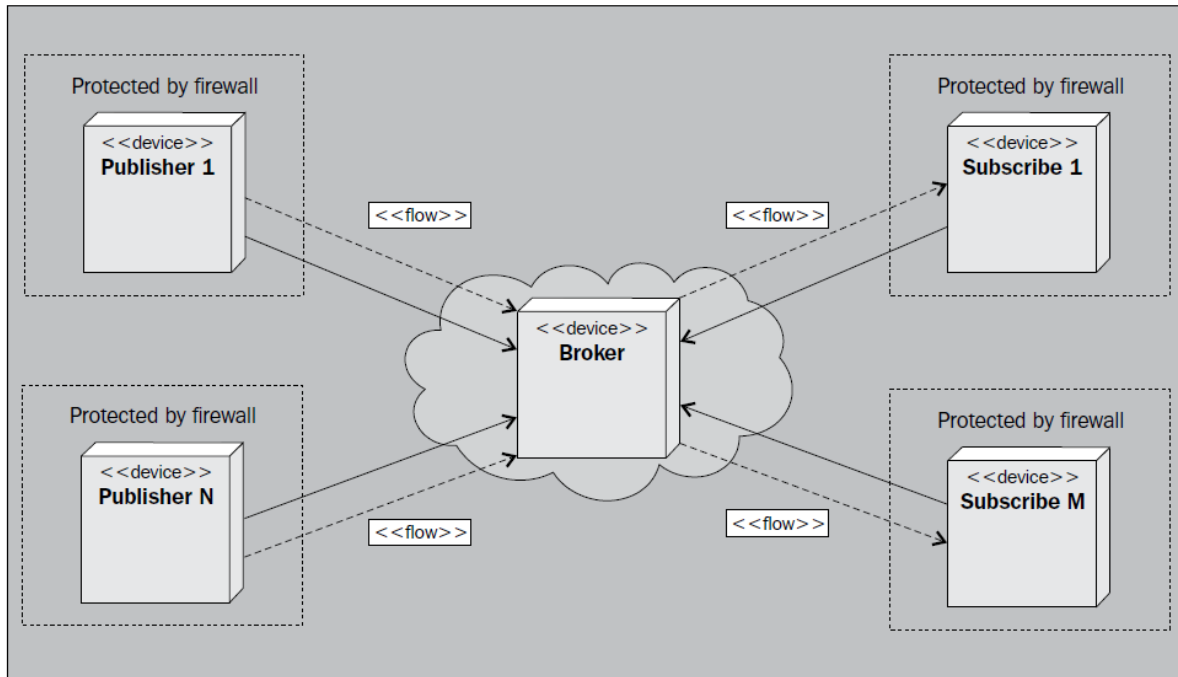 Protected by firewall
<<device>>
Publisher 1
<<flow>>
<<flow>>
Protected by firewall
<<device>>
Subscribe 1
<<device>>
Broker
Protected by firewall
<<device>>
Publisher N
<<flow>>
<<flow>>
Protected by firewall
<<device>>
Subscribe M